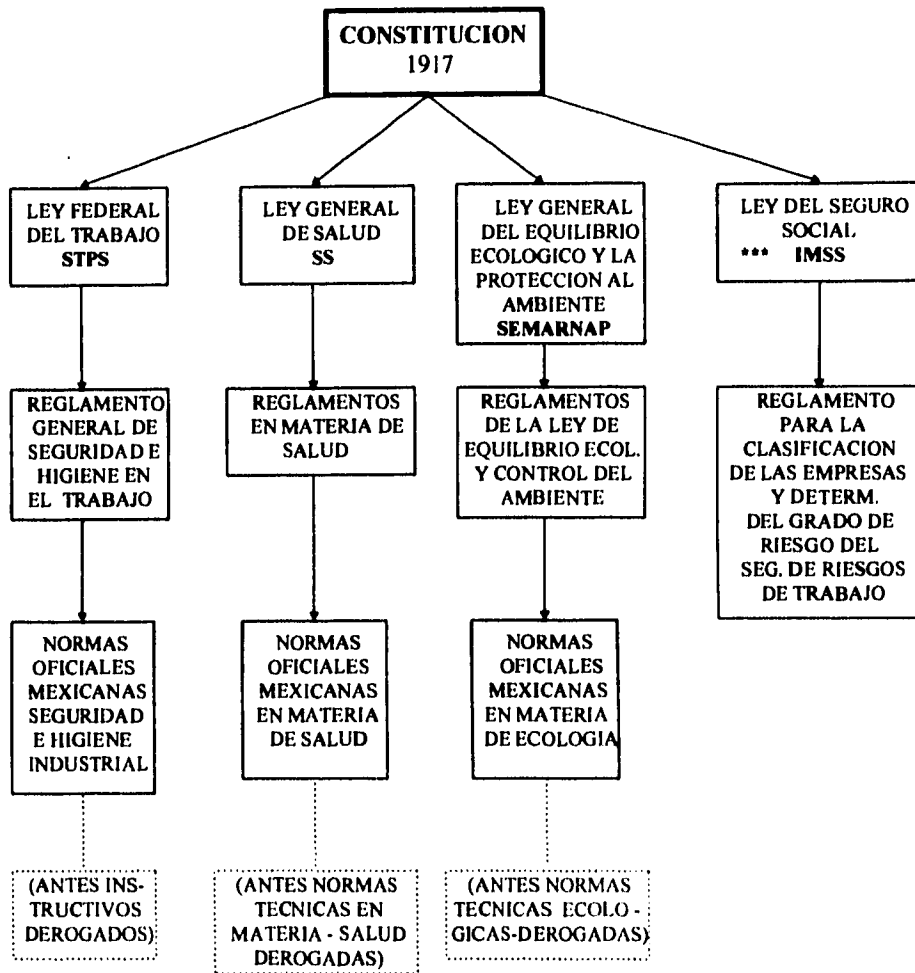 CONSTITUCION
1917
LEY FEDERAL
DEL TRABAJO
STPS
LEY GENERAL
DE SALUD
SS
LEY GENERAL
DEL EQUILIBRIO
ECOLOGICO Y LA
PROTECCION AL
AMBIENTE
SEMARNAP
LEY DEL SEGURO
SOCIAL
*** IMSS
REGLAMENTO
GENERAL DE
SEGURIDAD E
HIGIENE EN
EL TRABAJO
REGLAMENTOS
EN MATERIA DE
SALUD
REGLAMENTOS
DE LA LEY DE
EQUILIBRIO ECOL.
Y CONTROL DEL
AMBIENTE
REGLAMENTO
PARA LA
CLASIFICACION
DE LAS EMPRESAS
Y DETERM.
DEL GRADO DE
RIESGO DEL
SEG. DE RIESGOS
DE TRABAJO
NORMAS
OFICIALES
MEXICANAS
SEGURIDAD
E HIGIENE
INDUSTRIAL
NORMAS
OFICIALES
MEXICANAS
EN MATERIA
DE SALUD
NORMAS
OFICIALES
MEXICANAS
EN MATERIA
DE ECOLOGIA
(ANTES INS-
TRUCTIVOS
DEROGADOS)
(ANTES NORMAS
TECNICAS EN
MATERIA - SALUD
DEROGADAS)
(ANTES NORMAS
TECNICAS ECOLO-
GICAS-DEROGADAS)